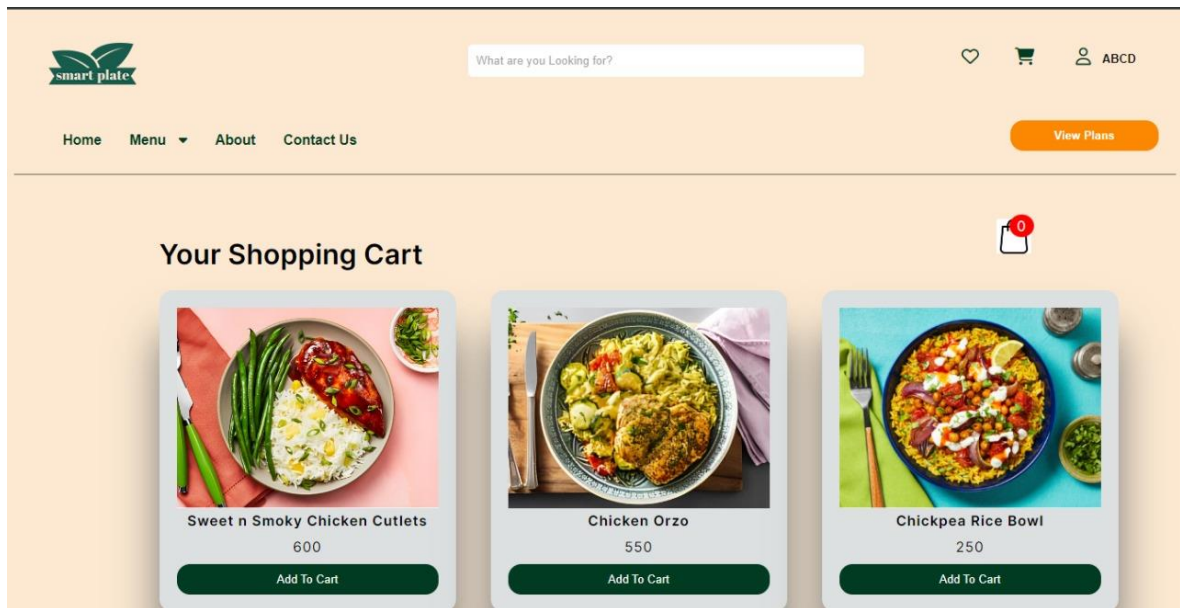 smart plate
What are you Looking for?
ABCD
Home Menu About Contact Us
View Plans
0
Your Shopping Cart
Sweet n Smoky Chicken Cutlets
600
Add To Cart
Chicken Orzo
550
Add To Cart
Chickpea Rice Bowl
250
Add To Cart